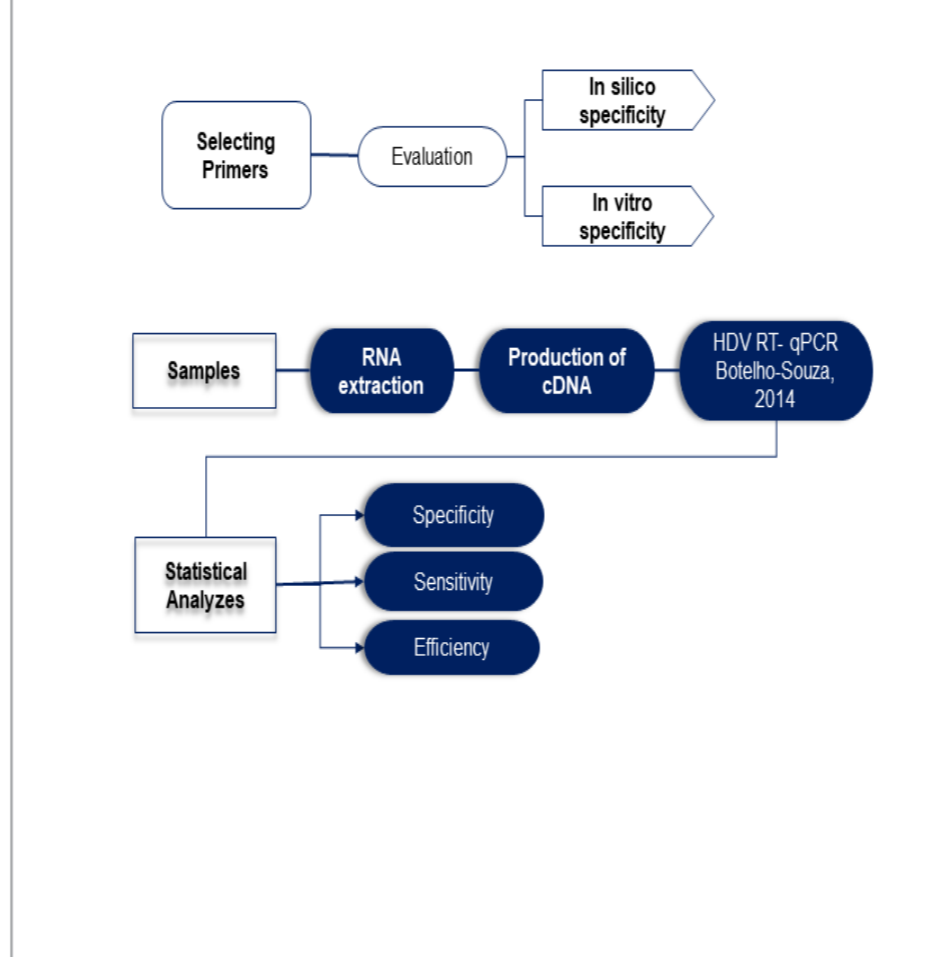 Selecting
Primers
Evaluation
In silico
specificity
In vitro
specificity
Samples
RNA
extraction
Production of
cDNA
HDV RT- qPCR
Botelho-Souza,
2014
Statistical
Analyzes
Specificity
Sensitivity
Efficiency